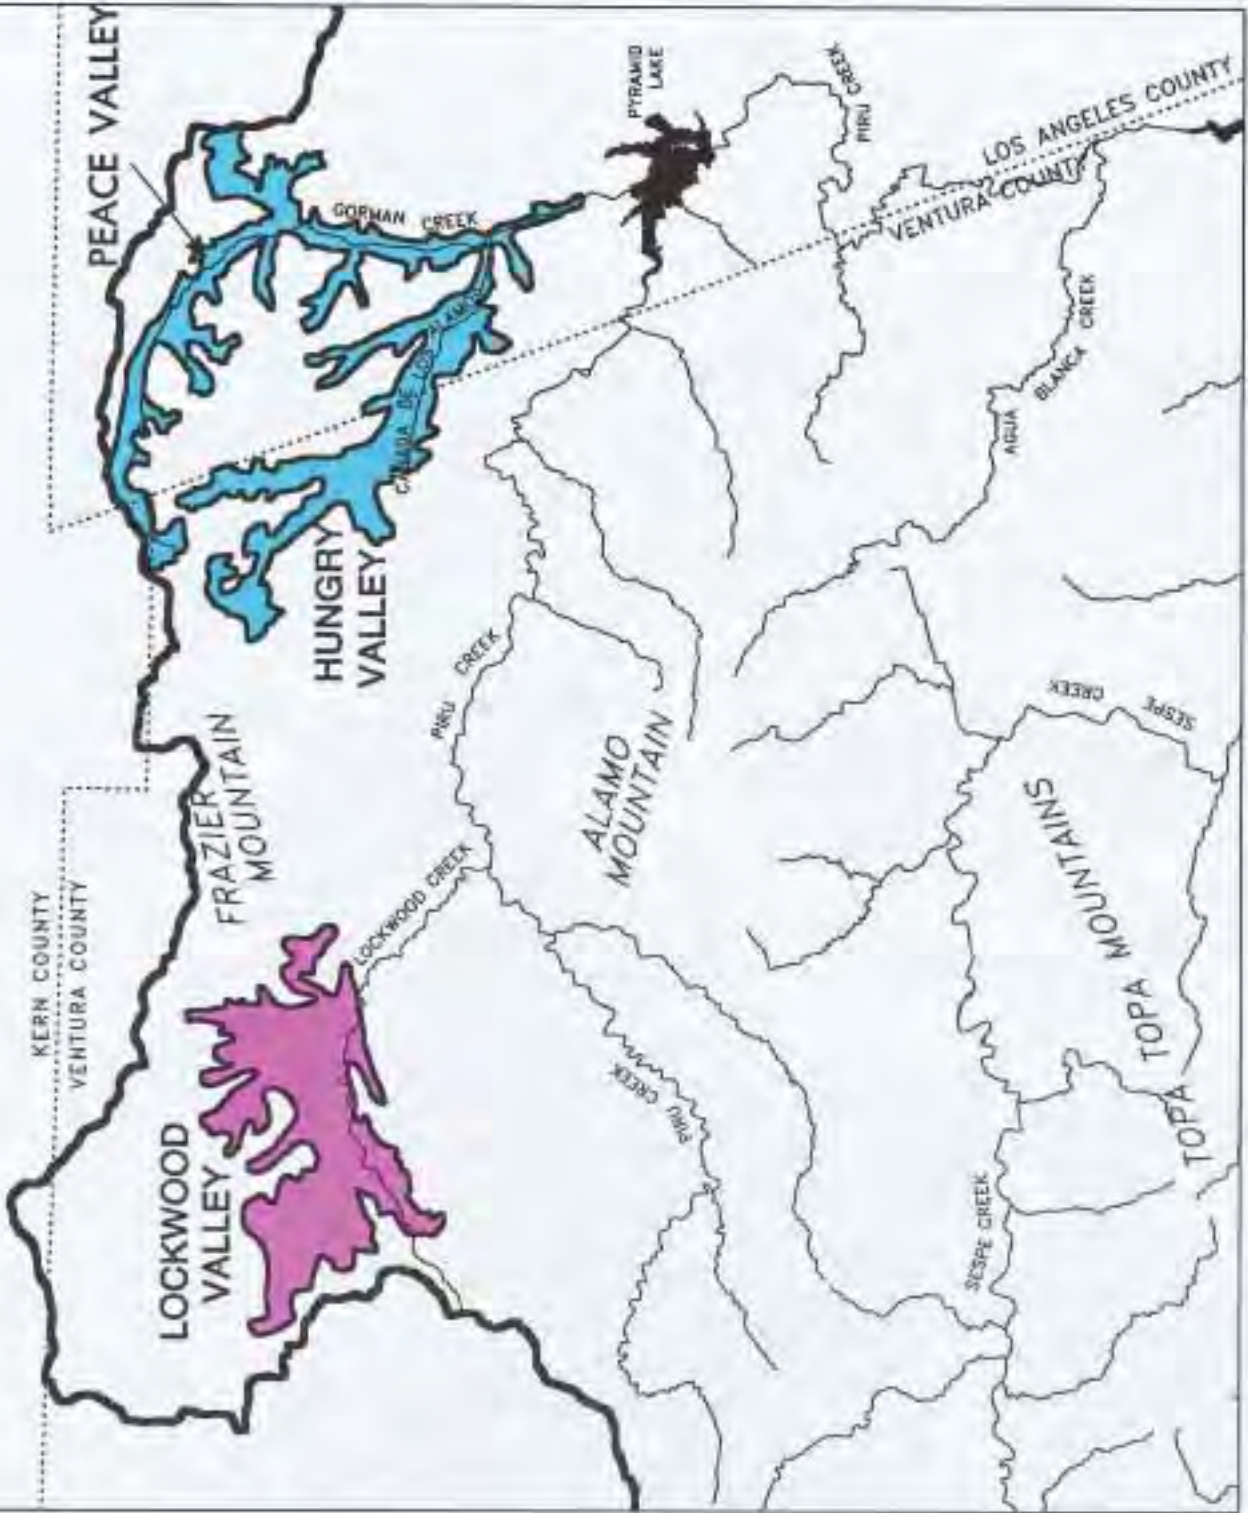 PEACE VALLEY
PYRAMID
LAKE
PIRU CREEK
LOS ANGELES COUNTY
VENTURA COUNTY
GORMAN CREEK
CANADA DE LOS ALAMOS
HUNGRY
VALLEY
AGUA BLANCA CREEK
PIRU CREEK
FRAZIER
MOUNTAIN
ALAMO
MOUNTAIN
SESPE CREEK
KERN COUNTY
VENTURA COUNTY
LOCKWOOD CREEK
TOPA TOPA MOUNTAINS
LOCKWOOD
VALLEY
PIRU CREEK
SESPE CREEK